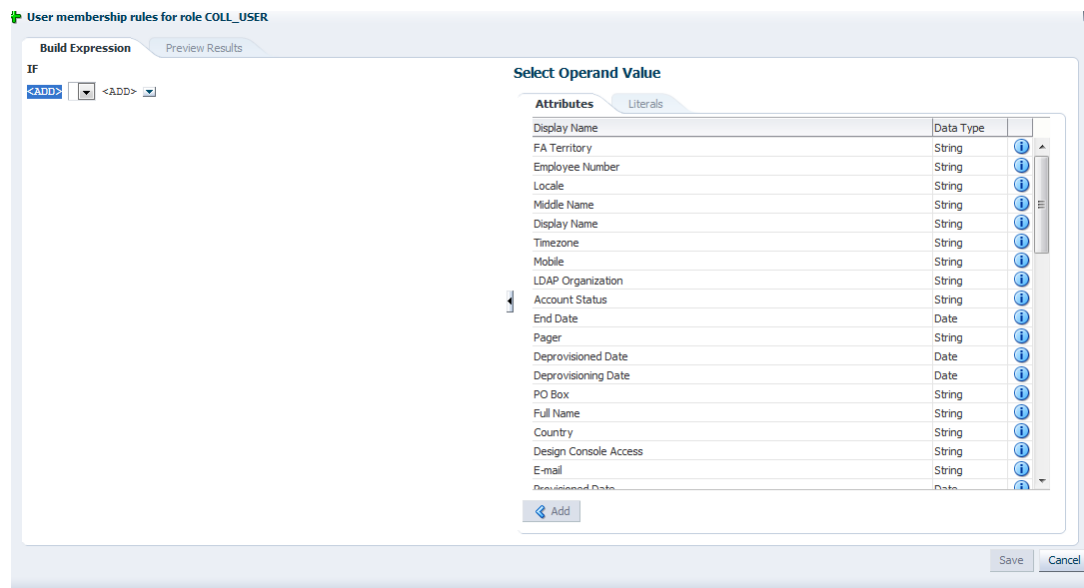 User membership rules for role COLL_USER
Build Expression Preview Results
IF
<ADD> <ADD>
Select Operand Value
Attributes Literals
Display Name Data Type
FA Territory String
Employee Number String
Locale String
Middle Name String
Display Name String
Timezone String
Mobile String
LDAP Organization String
Account Status String
End Date Date
Pager String
Deprovisioned Date Date
Deprovisioning Date Date
PO Box String
Full Name String
Country String
Design Console Access String
E-mail String
Provisioned Date Date
Add
Save Cancel